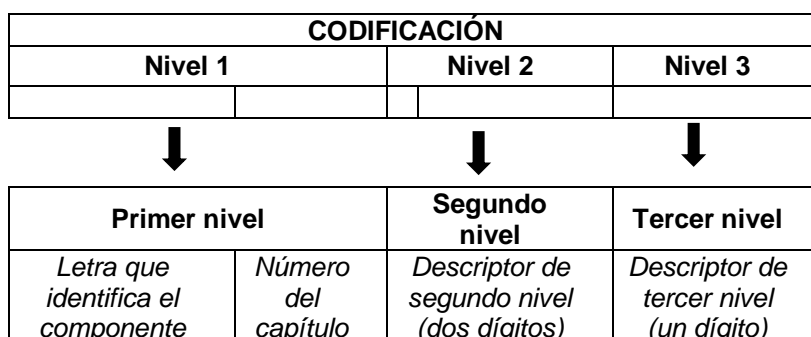 CODIFICACIÓN
Nivel 1 Nivel 2 Nivel 3
Primer nivel Segundo nivel Tercer nivel
Letra que identifica el componente Número del capítulo Descriptor de segundo nivel (dos dígitos) Descriptor de tercer nivel (un dígito)